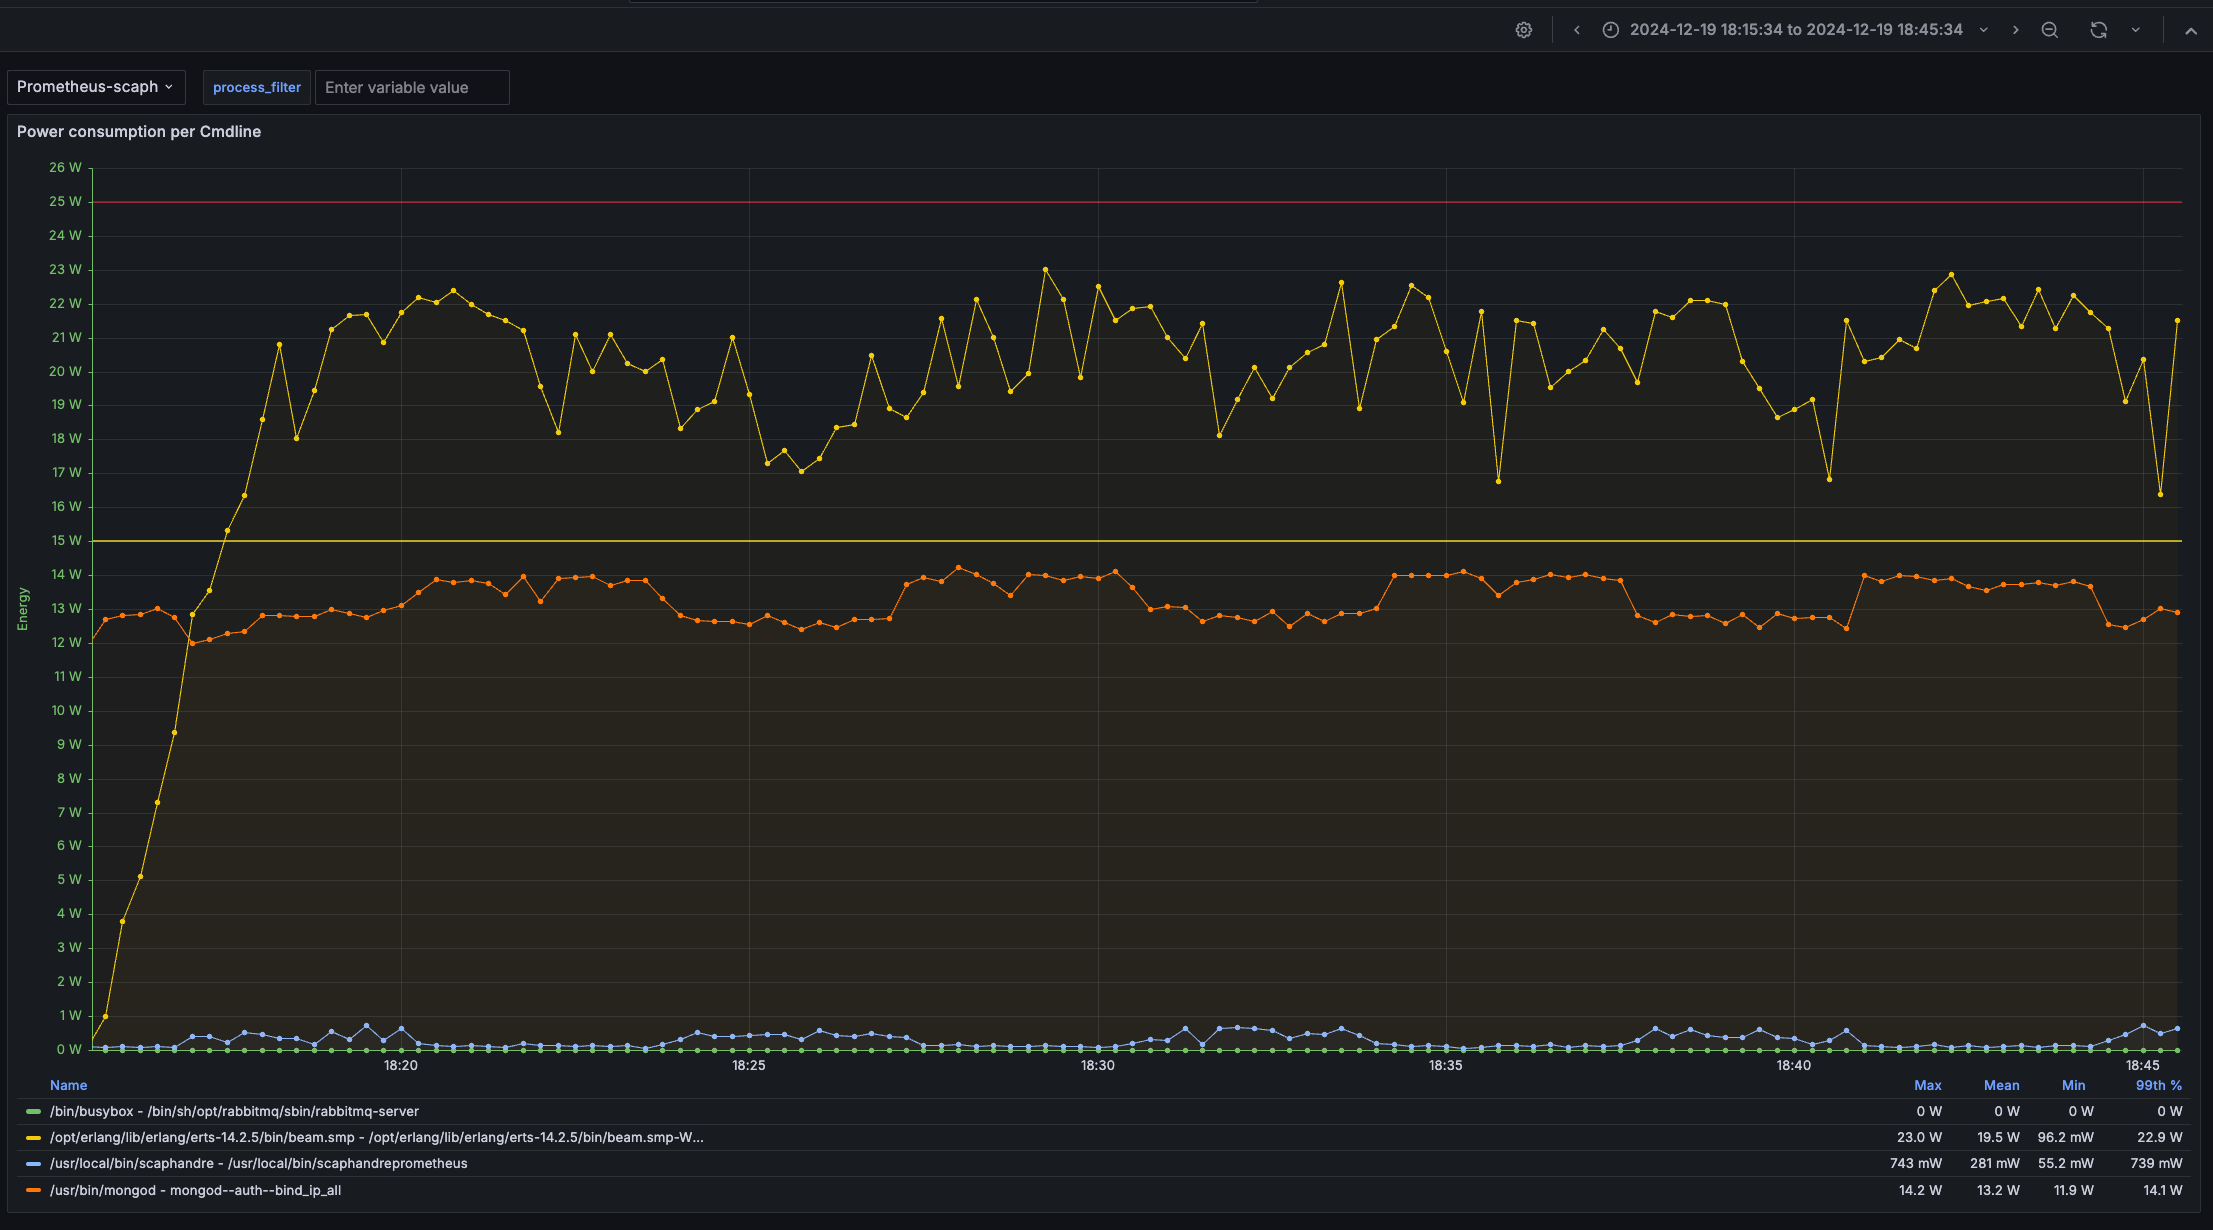 2024-12-19 18:15:34 to 2024-12-19 18:45:34
Prometheus-scaph process_filter Enter variable value
Power consumption per Cmdline
26 W
25 W
24 W
23 W
22 W
21 W
20 W
19 W
18 W
17 W
16 W
15 W
14 W
13 W
12 W
11 W
10 W
9 W
8 W
7 W
6 W
5 W
4 W
3 W
2 W
1 W
0 W
Energy
18:20 18:25 18:30 18:35 18:40 18:45
Name Max Mean Min 99th %
/bin/busybox - /bin/sh/opt/rabbitmq/sbin/rabbitmq-server 0 W 0 W 0 W 0 W
/opt/erlang/lib/erlang/erts-14.2.5/bin/beam.smp - /opt/erlang/lib/erlang/erts-14.2.5/bin/beam.smp-W... 23.0 W 19.5 W 96.2 mW 22.9 W
/usr/local/bin/scaphandre - /usr/local/bin/scaphandreprometheus 743 mW 281 mW 55.2 mW 739 mW
/usr/bin/mongod - mongod--auth--bind_ip_all 14.2 W 13.2 W 11.9 W 14.1 W